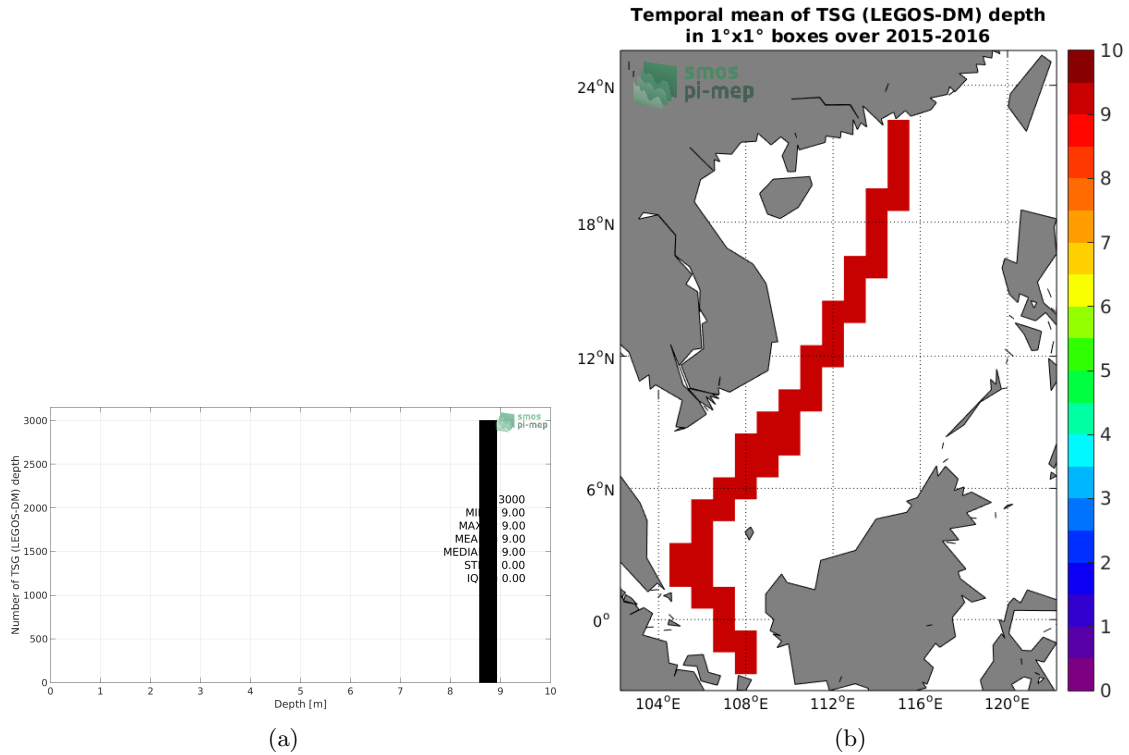 3000
2500
2000
1500
1000
500
0
Number of TSG (LEGOS-DM) depth
smos
pi-mep
3000
9.00
9.00
9.00
MEDIA 9.00
0.00
0.00
0 1 2 3 4 5 6 7 8 9 10
Depth [m]
(a)
Temporal mean of TSG (LEGOS-DM) depth
in 1°x1° boxes over 2015-2016
smos
pi-mep
24°N
18°N
12°N
6°N
0°
104°E 108°E 112°E 116°E 120°E
10
9
8
7
6
5
4
3
2
1
0
(b)